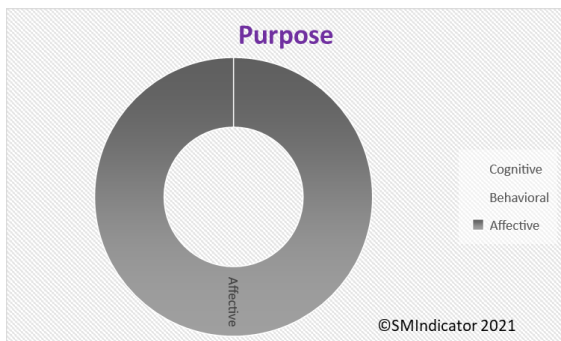 Purpose
Cognitive
Behavioral
Affective
Affective
©SMIndicator 2021